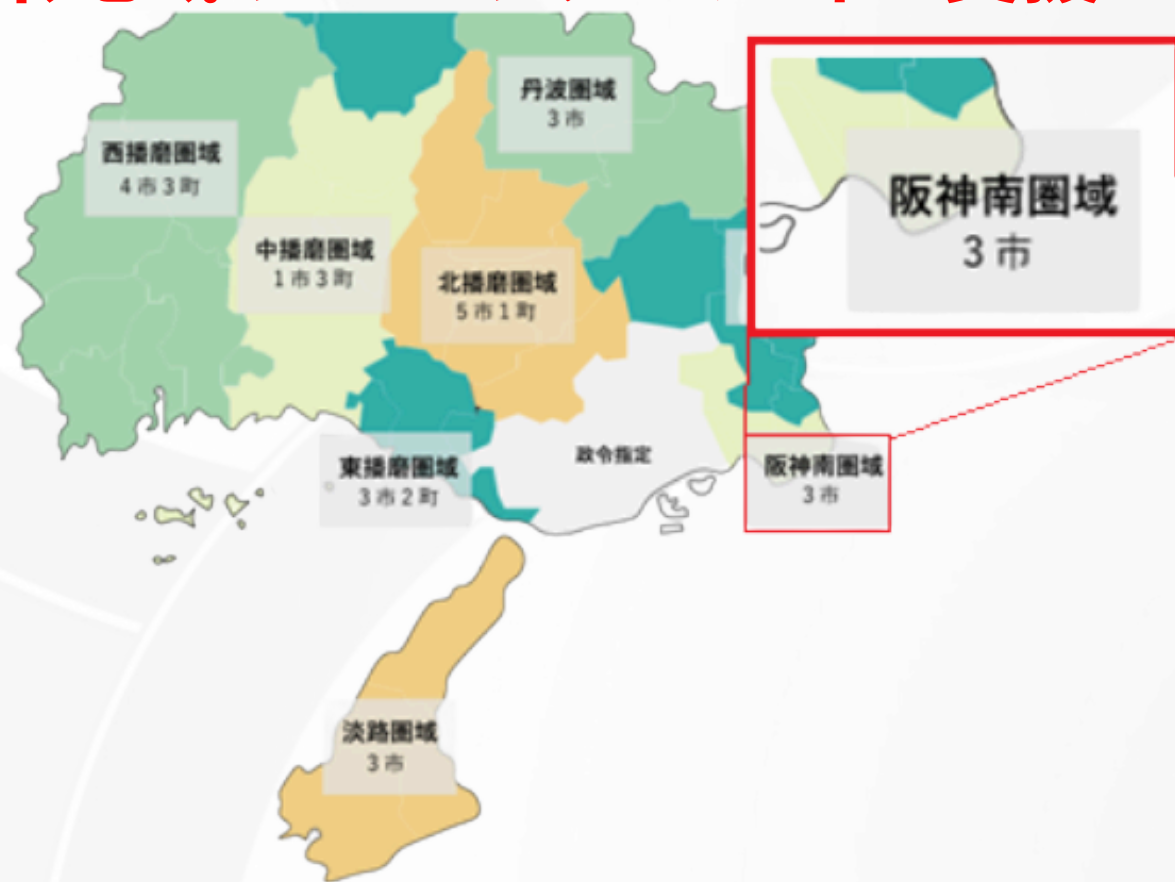 丹波圏域
3市
西播磨圏域
4市3町
阪神南圏域
3市
中播磨圏域
1市3町
北播磨圏域
5市1町
政令指定
東播磨圏域
3市2町
阪神南圏域
3市
淡路圏域
3市